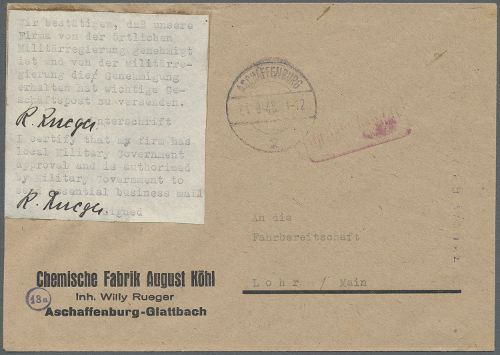 Wir bestätigen, daß unsere
Firma von der örtlichen
Militärregierung genehmigt
ist und von der militärre-
gierung die Genehmigung
erhalten hat wichtige Ge-
schäftspost zu versenden.
R. Rueger
Unterschrift
I certify that my firm has
local Military Government
approval and is authorized
by Military Government to
send essential business mail
R. Rueger
signed
ASCHAFFENBURG
1-12
An die
Fahrbereitschaft
Lohr / Main
Chemische Fabrik August Köhl
Inh. Willy Rueger
Aschaffenburg-Glattbach
13a